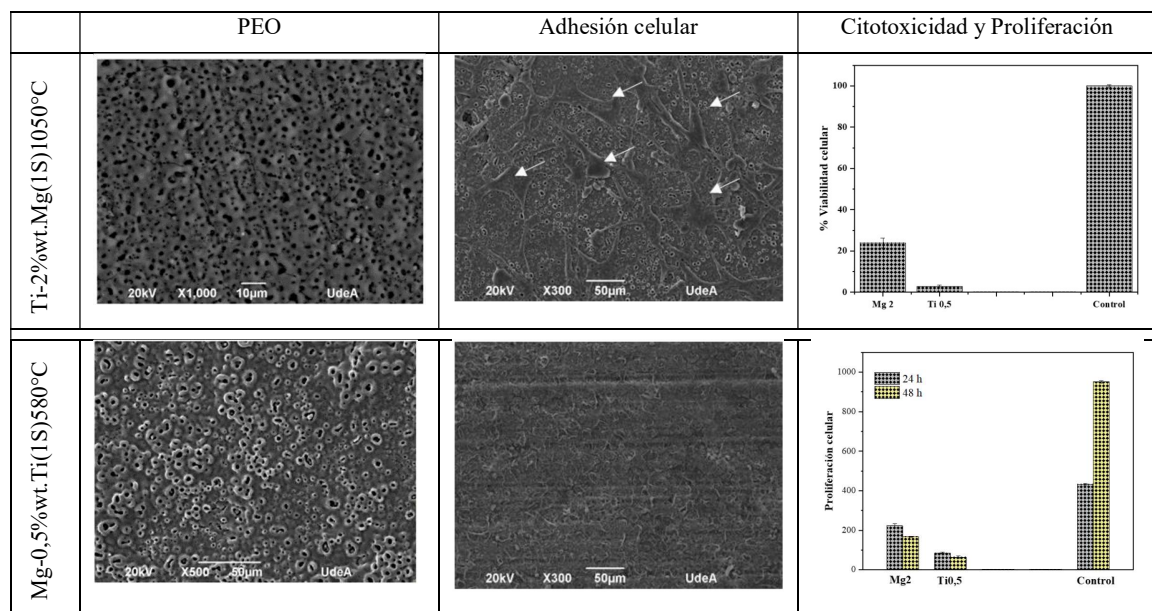 PEO
Adhesión celular
Citotoxicidad y Proliferación
Ti-2%wt.Mg(1S)1050°C
20kV X1,000 10µm UdeA
20kV X300 50µm UdeA
% Viabilidad celular
100
80
60
40
20
0
Mg 2 Ti 0,5 Control
Mg-0,5%wt.Ti(1S)580°C
20kV X500 50µm UdeA
20kV X300 50µm UdeA
Proliferación celular
1000
800
600
400
200
0
24 h
48 h
Mg2 Ti0,5 Control